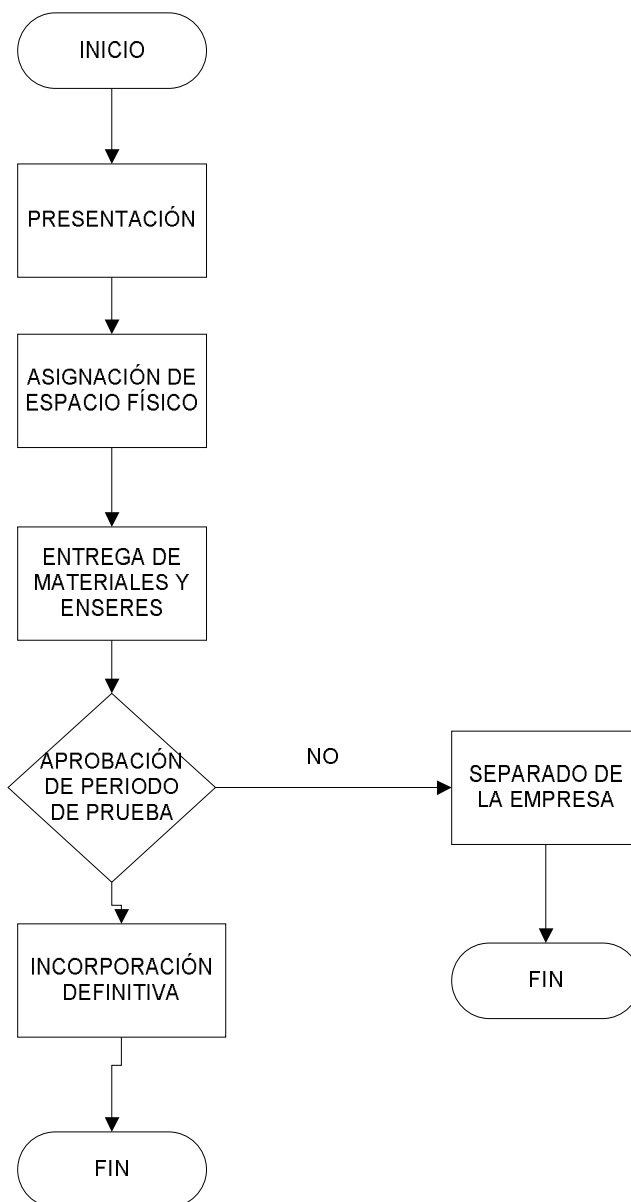 INICIO
PRESENTACIÓN
ASIGNACIÓN DE
ESPACIO FÍSICO
ENTREGA DE
MATERIALES Y
ENSERES
APROBACIÓN
DE PERIODO
DE PRUEBA
NO
SEPARADO DE
LA EMPRESA
INCORPORACIÓN
DEFINITIVA
FIN
FIN